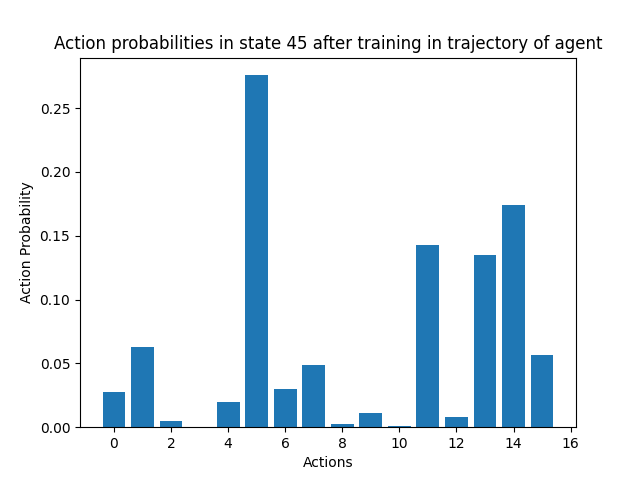 Action probabilities in state 45 after training in trajectory of agent
Action Probability
0.25
0.20
0.15
0.10
0.05
0.00
0 2 4 6 8 10 12 14 16
Actions